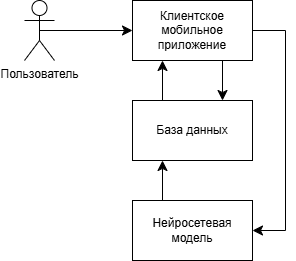 Клиентское
мобильное
приложение
Пользователь
База данных
Нейросетевая
модель